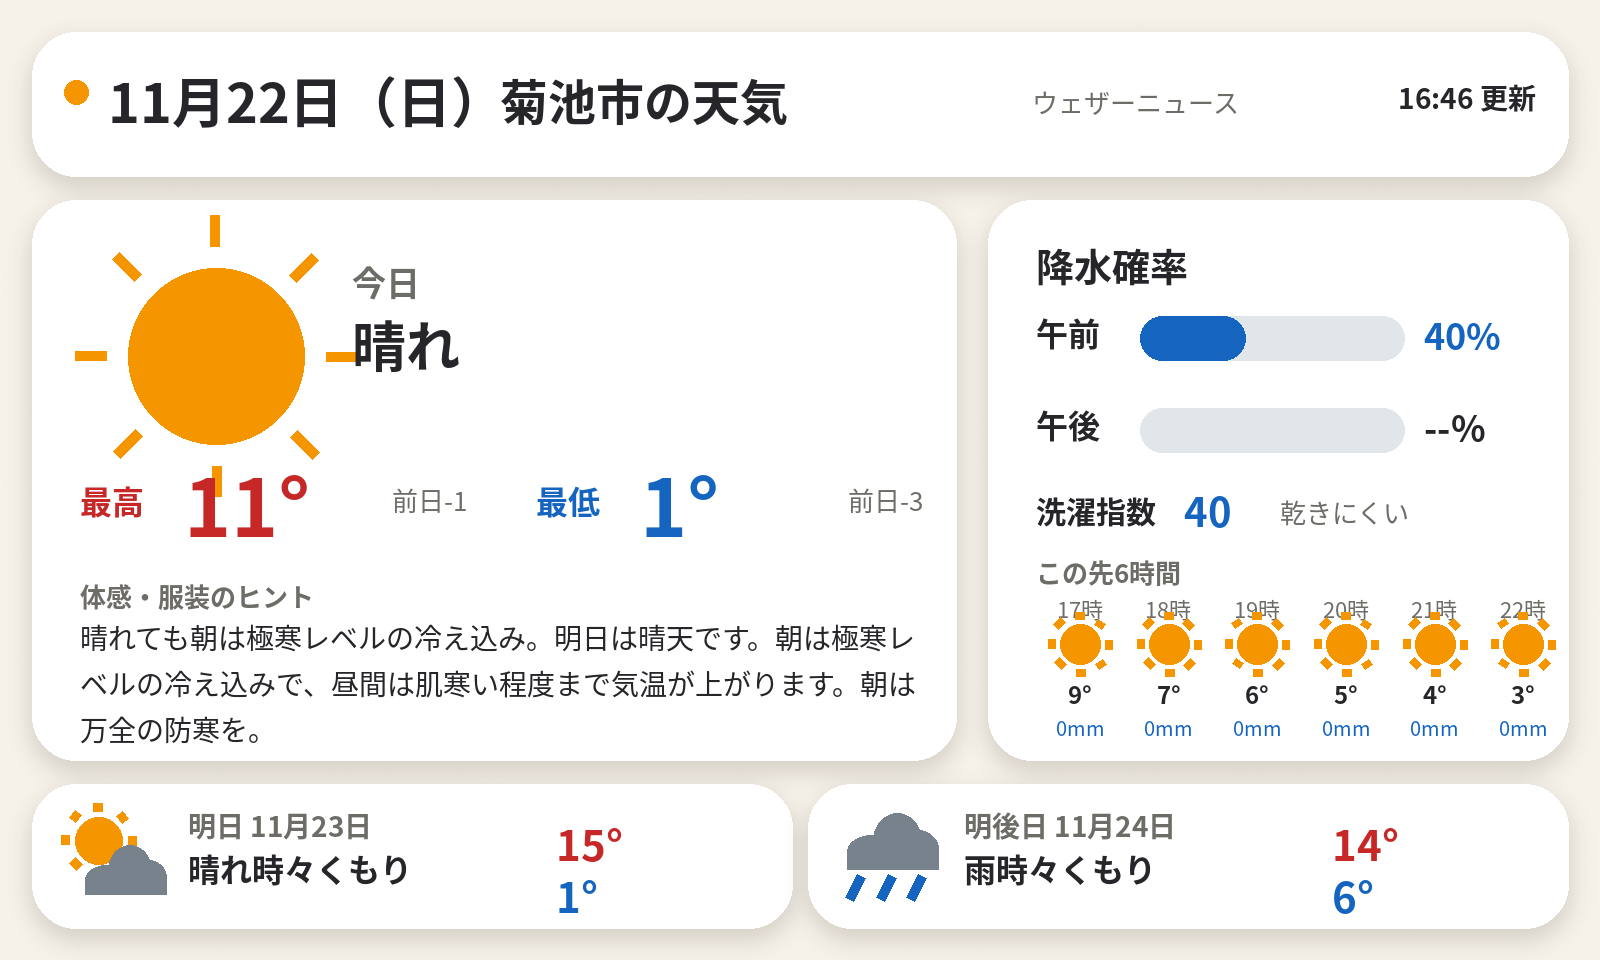 11月22日（日）菊池市の天気
ウェザーニュース
16:46 更新
今日
晴れ
最高 11° 前日-1 最低 1° 前日-3
体感・服装のヒント
晴れても朝は極寒レベルの冷え込み。明日は晴天です。朝は極寒レ
ベルの冷え込みで、昼間は肌寒い程度まで気温が上がります。朝は
万全の防寒を。
降水確率
午前 40%
午後 --%
洗濯指数 40 乾きにくい
この先6時間
17時 18時 19時 20時 21時 22時
9° 7° 6° 5° 4° 3°
0mm 0mm 0mm 0mm 0mm 0mm
明日 11月23日
晴れ時々くもり
15°
1°
明後日 11月24日
雨時々くもり
14°
6°